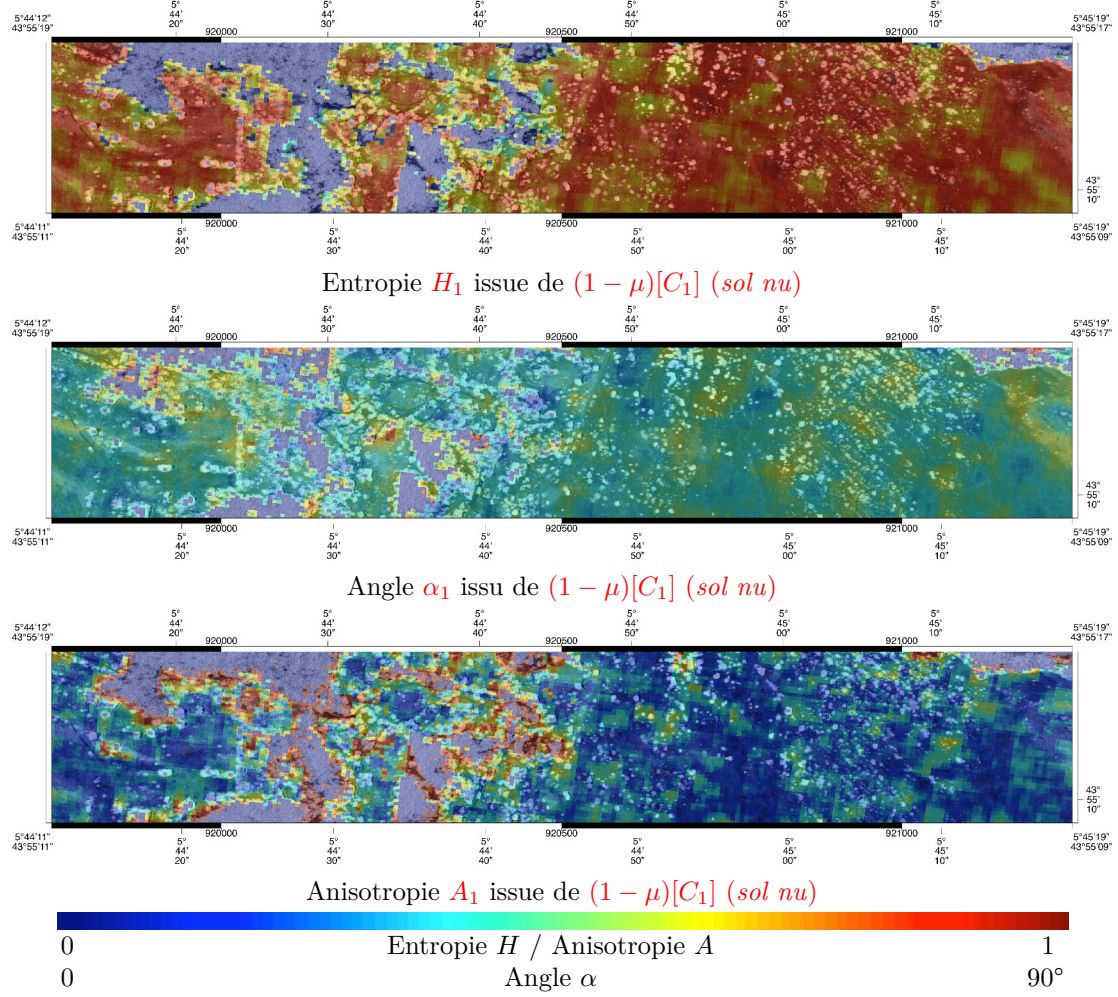 5°44'12" 5° 5° 5° 5° 5° 5° 5°45'19"
43°55'19" 44' 44' 44' 44' 45' 45' 43°55'17"
20" 30" 40" 50" 00" 10"
920000 920500 921000
43°
55'
10"
5°44'11" 920000 920500 921000 5°45'19"
43°55'11" 5° 5° 5° 5° 5° 5° 43°55'09"
44' 44' 44' 44' 45' 45'
20" 30" 40" 50" 00" 10"
Entropie H₁ issue de (1 − μ)[C₁] (sol nu)
5°44'12" 5° 5° 5° 5° 5° 5° 5°45'19"
43°55'19" 44' 44' 44' 44' 45' 45' 43°55'17"
20" 30" 40" 50" 00" 10"
920000 920500 921000
43°
55'
10"
5°44'11" 920000 920500 921000 5°45'19"
43°55'11" 5° 5° 5° 5° 5° 5° 43°55'09"
44' 44' 44' 44' 45' 45'
20" 30" 40" 50" 00" 10"
Angle α₁ issu de (1 − μ)[C₁] (sol nu)
5°44'12" 5° 5° 5° 5° 5° 5° 5°45'19"
43°55'19" 44' 44' 44' 44' 45' 45' 43°55'17"
20" 30" 40" 50" 00" 10"
920000 920500 921000
43°
55'
10"
5°44'11" 920000 920500 921000 5°45'19"
43°55'11" 5° 5° 5° 5° 5° 5° 43°55'09"
44' 44' 44' 44' 45' 45'
20" 30" 40" 50" 00" 10"
Anisotropie A₁ issue de (1 − μ)[C₁] (sol nu)
0 Entropie H / Anisotropie A 1
0 Angle α 90°